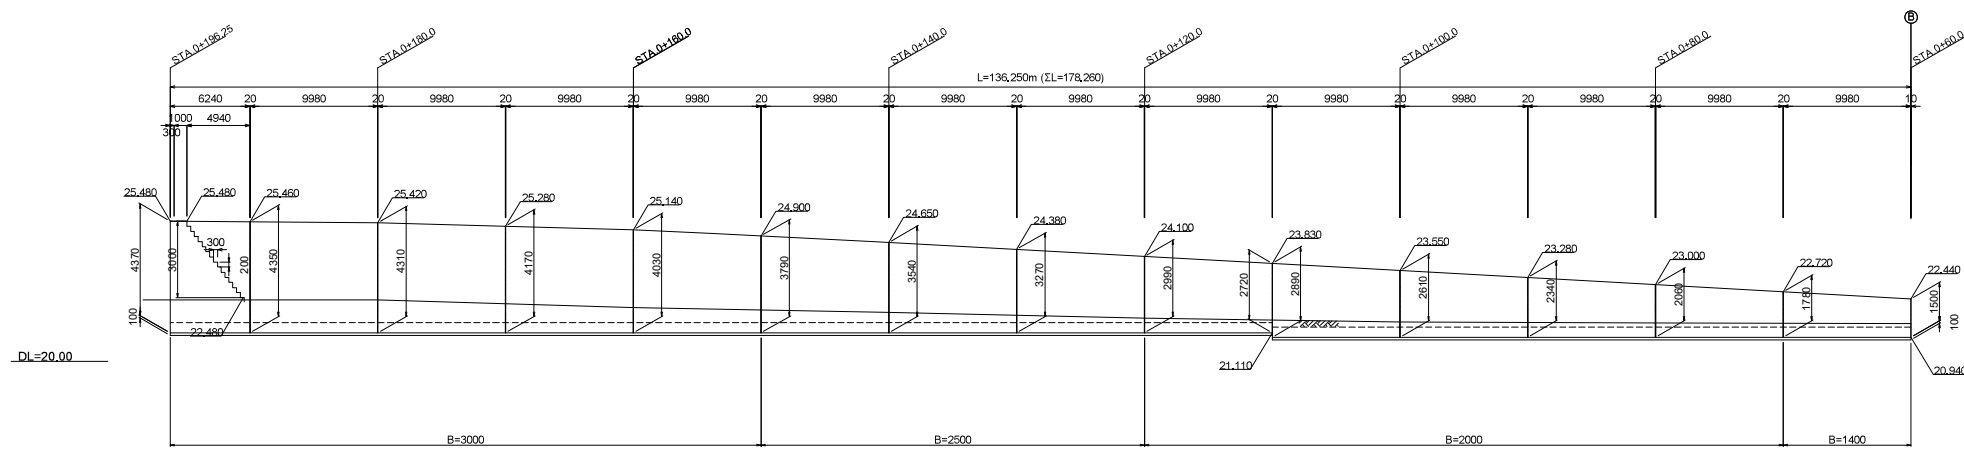 B
STA.0+196.25
STA.0+180.0
STA.0+160.0
STA.0+140.0
STA.0+120.0
STA.0+100.0
STA.0+80.0
STA.0+60.0
L=136.250m (ΣL=178.260)
6240 20 9980 20 9980 20 9980 20 9980 20 9980 20 9980 20 9980 20 9980 20 9980 20 9980 20 9980 20 9980 20 9980 10
1000 4940
300
25.480 25.480 25.460 25.420 25.280 25.140 24.900 24.650 24.380 24.100 23.830 23.550 23.280 23.000 22.720 22.440
300
4370 3000 200 4350 4310 4170 4030 3790 3540 3270 2990 2720 2890 2610 2340 2060 1780 1500
100 100
22.480
DL=20.00
21.110
20.940
B=3000 B=2500 B=2000 B=1400